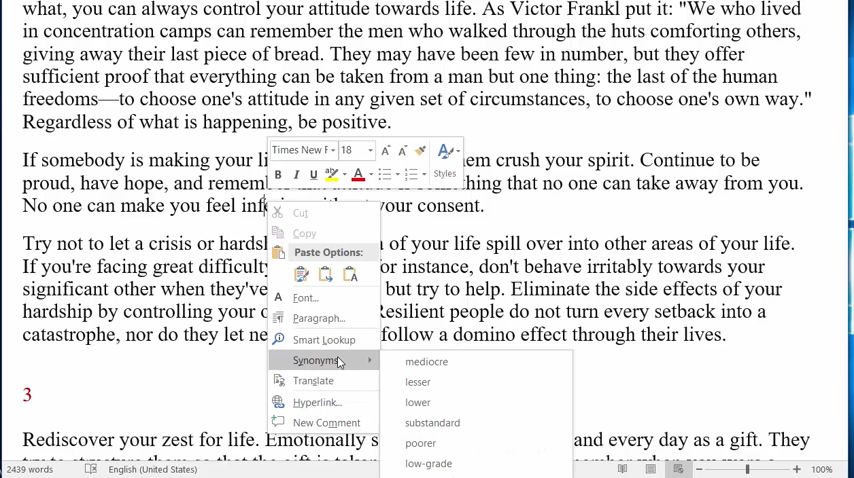 what, you can always control your attitude towards life. As Victor Frankl put it: "We who lived
in concentration camps can remember the men who walked through the huts comforting others,
giving away their last piece of bread. They may have been few in number, but they offer
sufficient proof that everything can be taken from a man but one thing: the last of the human
freedoms—to choose one's attitude in any given set of circumstances, to choose one's own way."
Regardless of what is happening, be positive.
Times New F 18
Styles
If somebody is making your em crush your spirit. Continue to be
proud, have hope, and remem something that no one can take away from you.
No one can make you feel your consent.
Cut
Copy
Paste Options:
Font...
Paragraph...
Smart Lookup
Synonyms
Translate
Hyperlink...
New Comment
mediocre
lesser
lower
substandard
poorer
low-grade
Try not to let a crisis or hards of your life spill over into other areas of your life.
If you're facing great difficulty for instance, don't behave irritably towards your
significant other when they've but try to help. Eliminate the side effects of your
hardship by controlling your Resilient people do not turn every setback into a
catastrophe, nor do they let ne follow a domino effect through their lives.
3
Rediscover your zest for life. Emotionally s and every day as a gift. They
2439 words English (United States) 100%